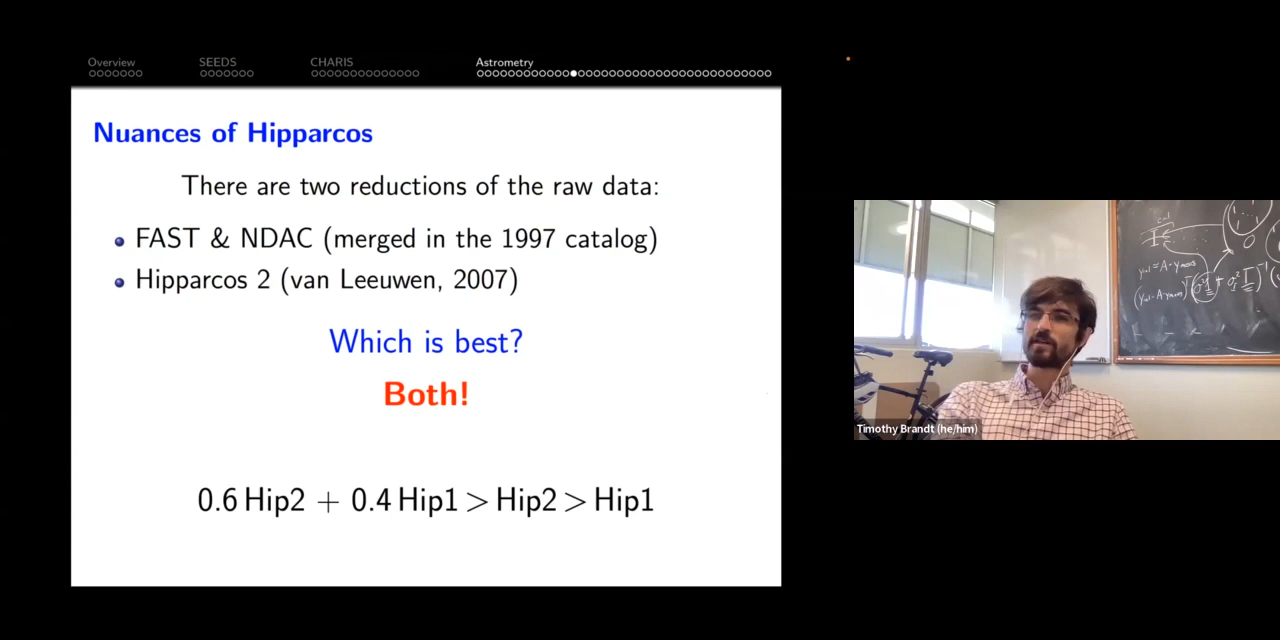 Overview
SEEDS
CHARIS
Astrometry
Nuances of Hipparcos
There are two reductions of the raw data:
FAST & NDAC (merged in the 1997 catalog)
Hipparcos 2 (van Leeuwen, 2007)
Which is best?
Both!
0.6 Hip2 + 0.4 Hip1 > Hip2 > Hip1
Timothy Brandt (he/him)